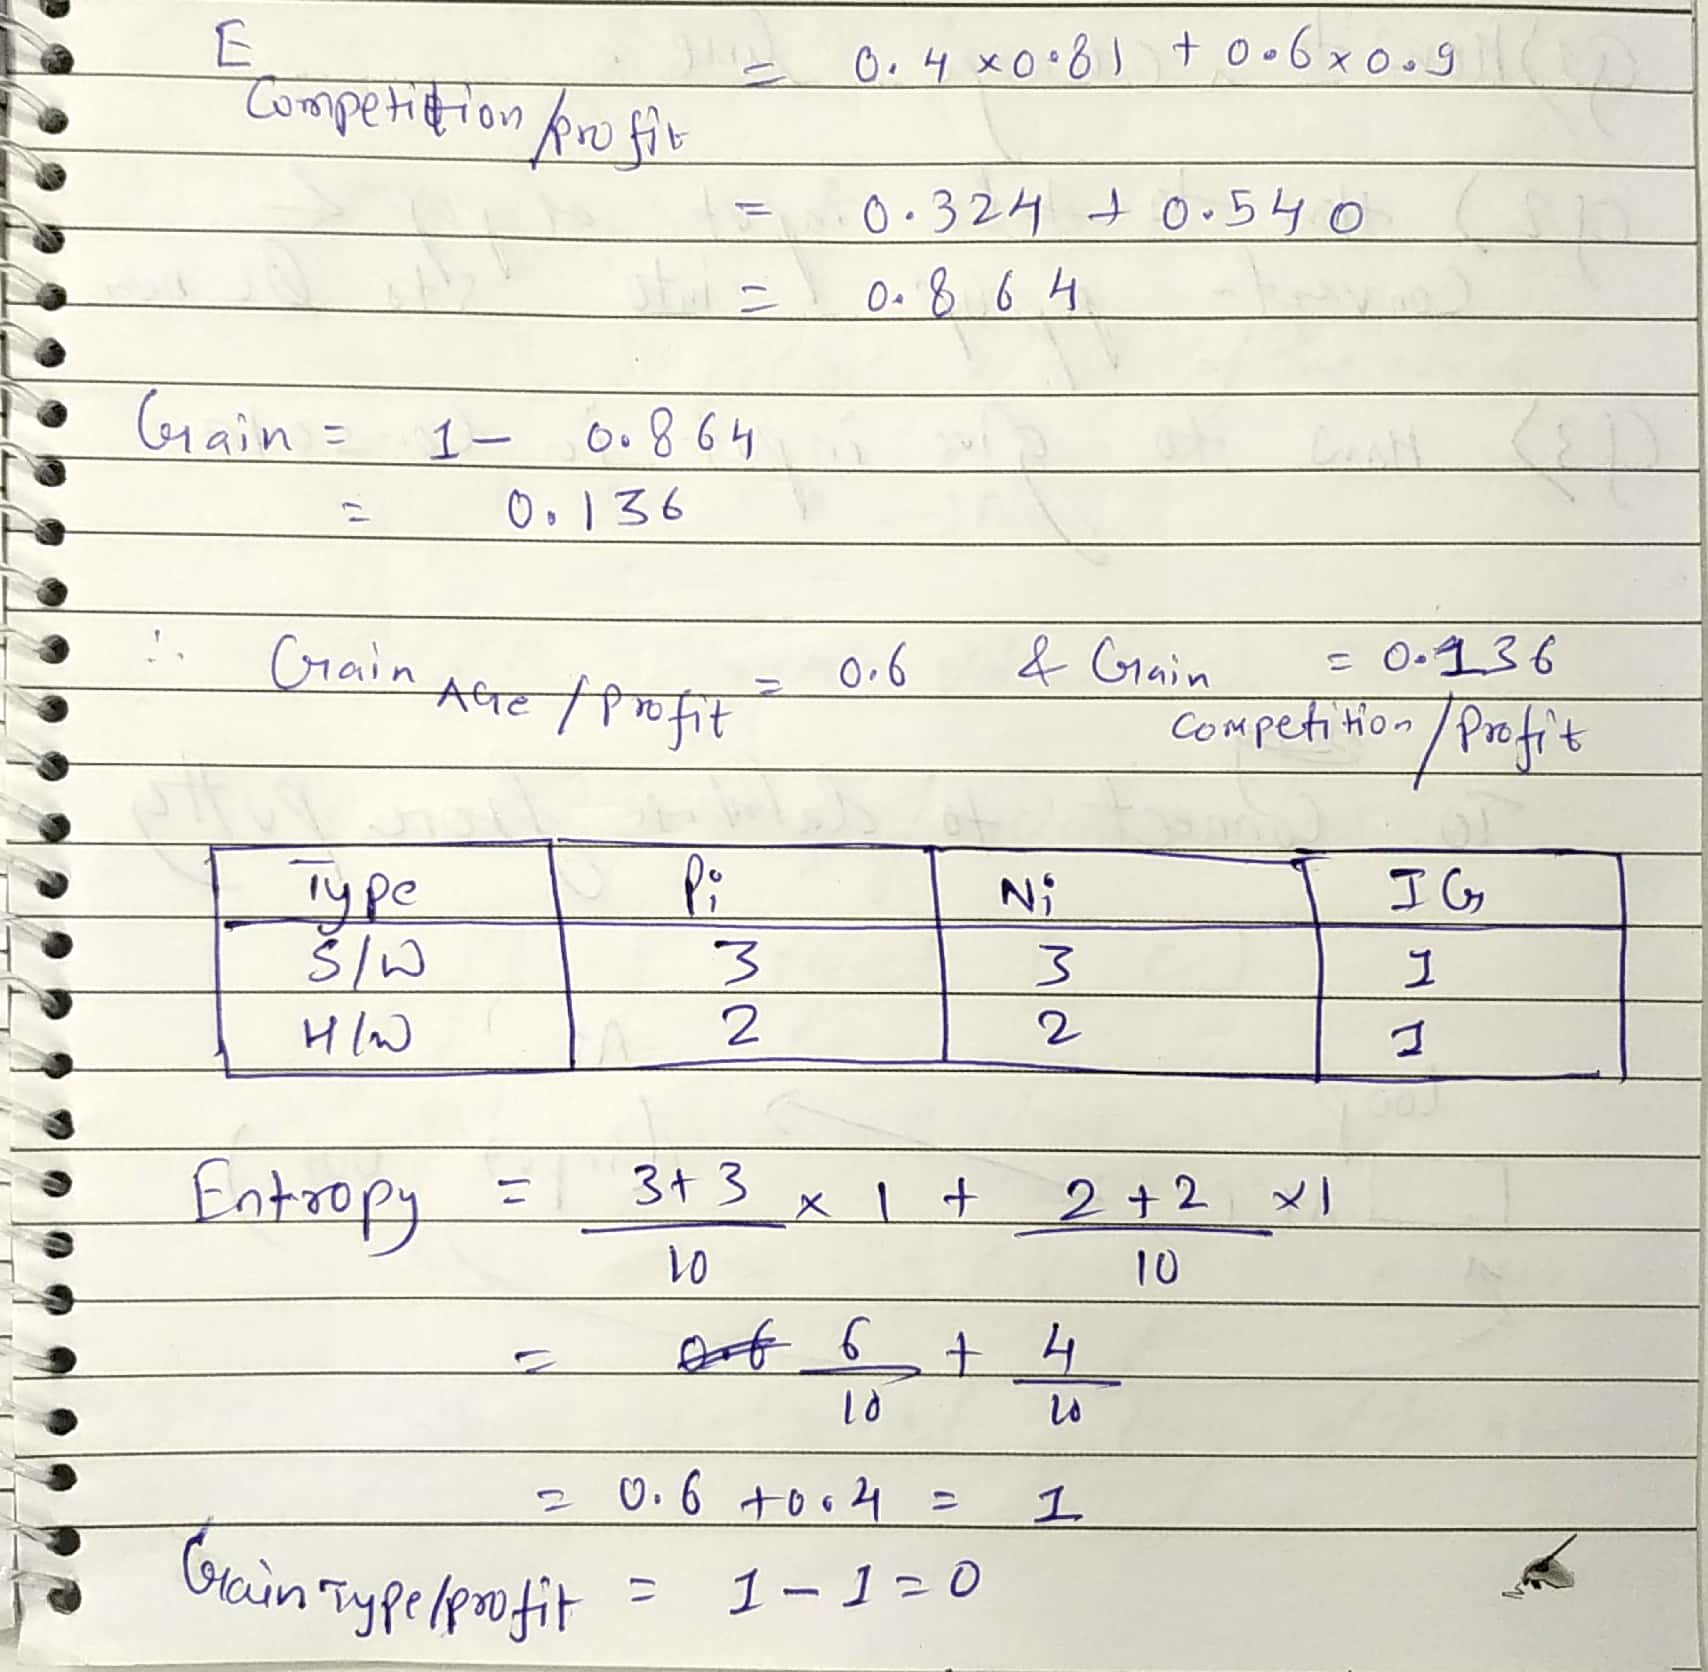 E = 0.4 x 0.81 + 0.6 x 0.9
Competition/profit
= 0.324 + 0.540
= 0.864
Gain = 1 - 0.864
= 0.136
∴ Gain Age/Profit = 0.6 & Gain Competition/Profit = 0.136
Type Pi Ni IG
S/W 3 3 1
H/W 2 2 1
Entropy = 3+3/10 x 1 + 2+2/10 x1
= 6/10 + 4/10
= 0.6 + 0.4 = 1
Gain Type/profit = 1 - 1 = 0